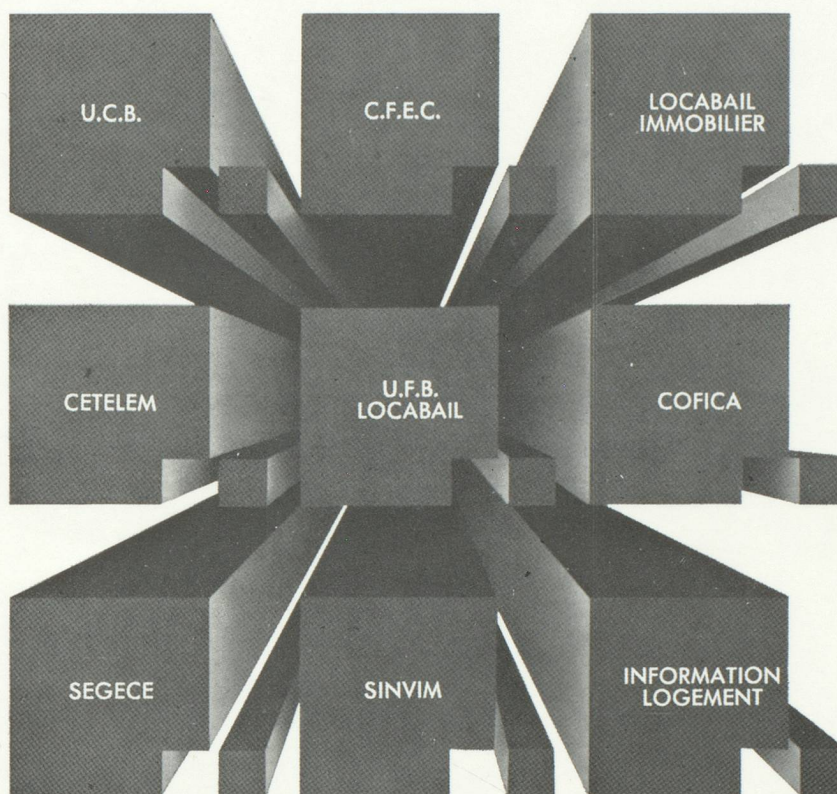 U.C.B.
C.F.E.C.
LOCABAIL
IMMOBILIER
CETELEM
U.F.B.
LOCABAIL
COFICA
SEGECE
SINVIM
INFORMATION
LOGEMENT